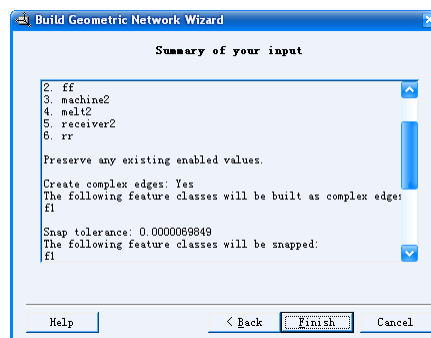 Build Geometric Network Wizard
Summary of your input
2. ff
3. machine2
4. melt2
5. receiver2
6. rr
Preserve any existing enabled values.
Create complex edges: Yes
The following feature classes will be built as complex edges
f1
Snap tolerance: 0.0000069849
The following feature classes will be snapped:
f1
Help
< Back
Finish
Cancel